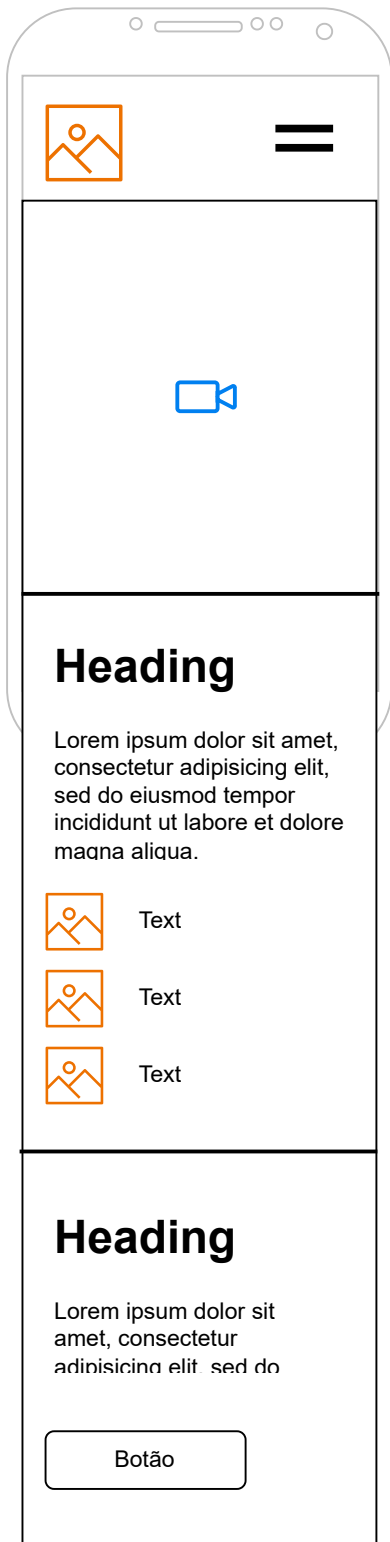 Heading
Lorem ipsum dolor sit amet,
consectetur adipisicing elit,
sed do eiusmod tempor
incididunt ut labore et dolore
magna aliqua.
Text
Text
Text
Heading
Lorem ipsum dolor sit
amet, consectetur
adipisicing elit, sed do
Botão